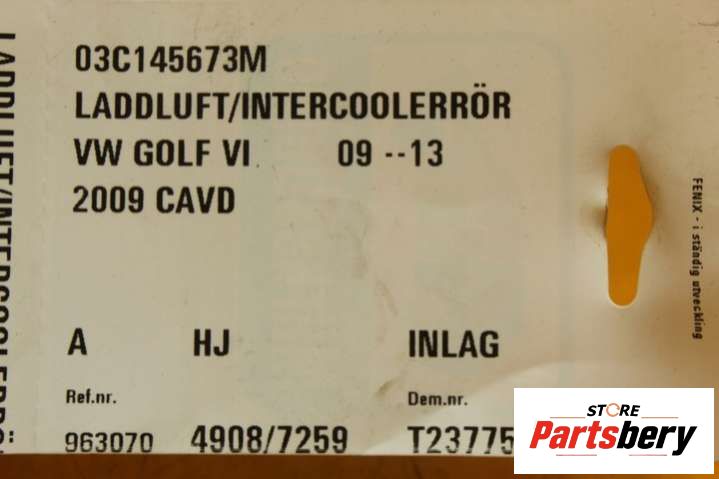 03C145673M
LADDLUFT/INTERCOOLERRÖR
VW GOLF VI 09 --13
2009 CAVD
A HJ INLAG
Ref.nr. Dem.nr.
963070 4908/7259 T23775
FENIX - i ständig utveckling
STORE
Partsbery